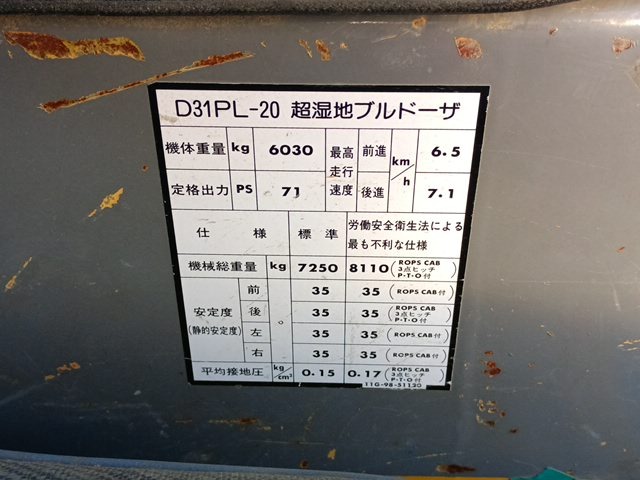 D31PL-20 超湿地ブルドーザ
機体重量 kg 6030 最高走行速度 前進 km/h 6.5
定格出力 PS 71 後進 7.1
仕様 標準 労働安全衛生法による最も不利な仕様
機械総重量 kg 7250 8110 (ROPS CAB 3点ヒッチ P・T・O付)
安定度 (静的安定度) 前 35 35 (ROPS CAB付)
後 35 35 (ROPS CAB 3点ヒッチ P・T・O付)
左 35 35 (ROPS CAB付)
右 35 35 (ROPS CAB付)
平均接地圧 kg/cm² 0.15 0.17 (ROPS CAB 3点ヒッチ P・T・O付)
11G-98-51120